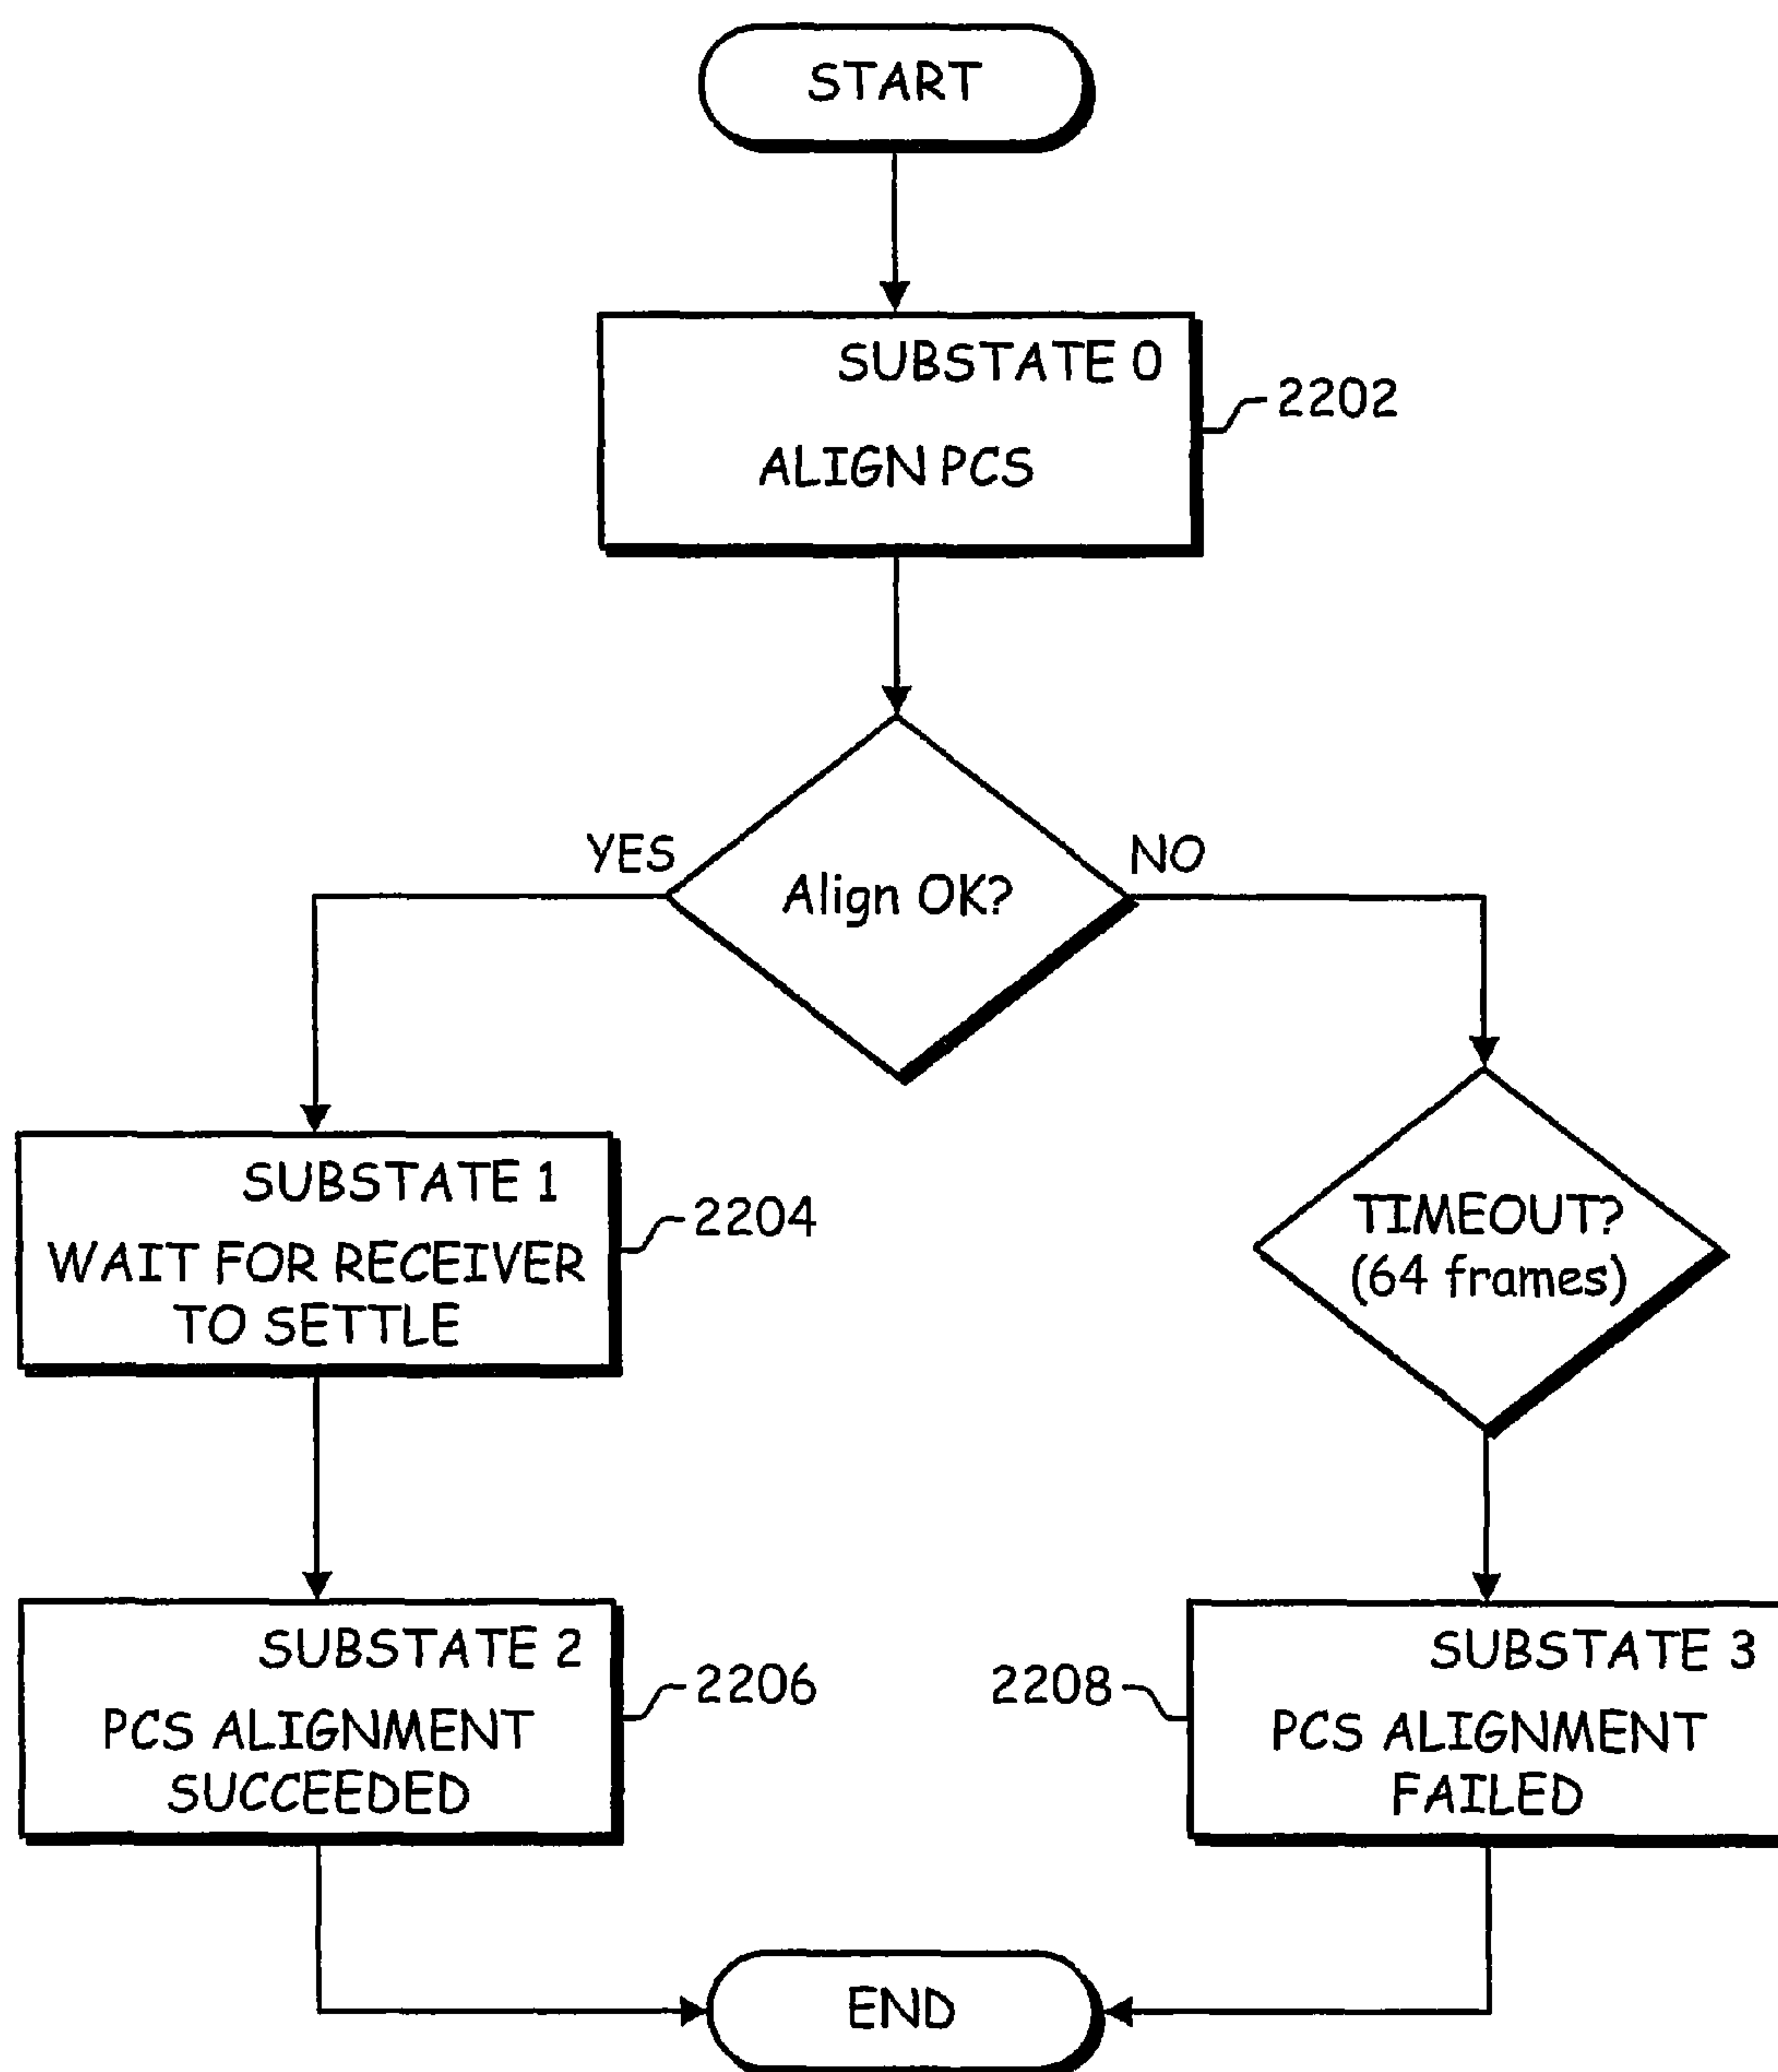 START
SUBSTATE 0
2202
ALIGN PCS
YES
NO
Align OK?
SUBSTATE 1
2204
WAIT FOR RECEIVER
TO SETTLE
TIMEOUT?
(64 frames)
SUBSTATE 2
2206
PCS ALIGNMENT
SUCCEEDED
2208
SUBSTATE 3
PCS ALIGNMENT
FAILED
END